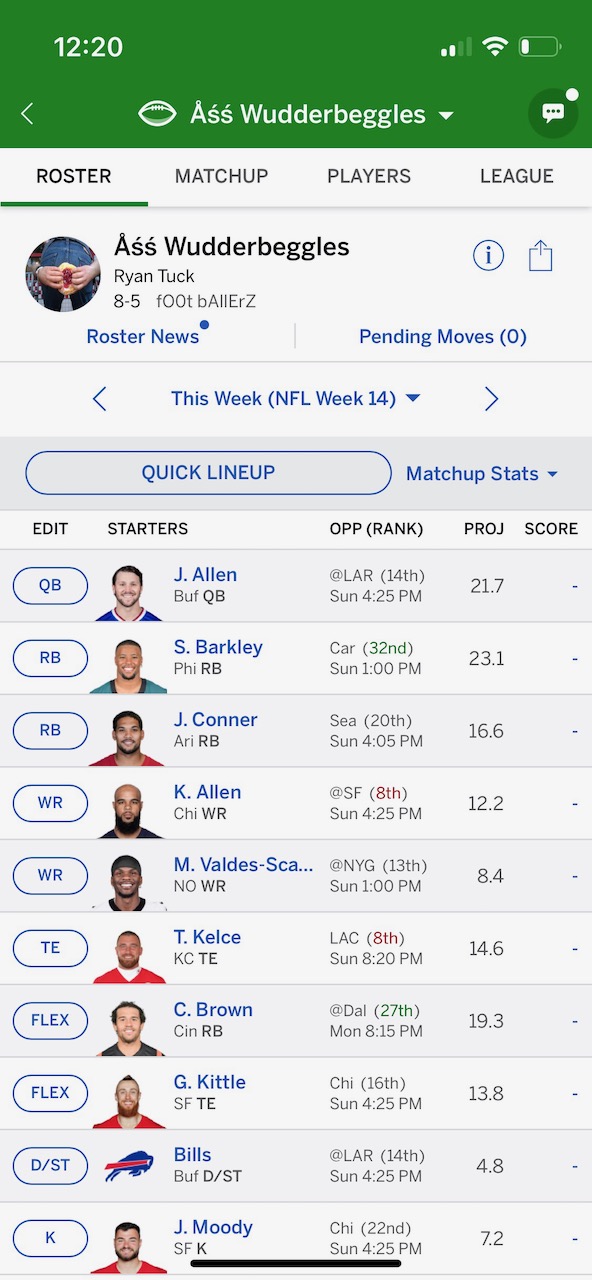 12:20
Åśś Wudderbeggles
ROSTER MATCHUP PLAYERS LEAGUE
Åśś Wudderbeggles
Ryan Tuck
8-5 fO0t bAllErZ
Roster News Pending Moves (0)
This Week (NFL Week 14)
QUICK LINEUP Matchup Stats
EDIT STARTERS OPP (RANK) PROJ SCORE
QB J. Allen @LAR (14th) 21.7 -
Buf QB Sun 4:25 PM
RB S. Barkley Car (32nd) 23.1 -
Phi RB Sun 1:00 PM
RB J. Conner Sea (20th) 16.6 -
Ari RB Sun 4:05 PM
WR K. Allen @SF (8th) 12.2 -
Chi WR Sun 4:25 PM
WR M. Valdes-Sca... @NYG (13th) 8.4 -
NO WR Sun 1:00 PM
TE T. Kelce LAC (8th) 14.6 -
KC TE Sun 8:20 PM
FLEX C. Brown @Dal (27th) 19.3 -
Cin RB Mon 8:15 PM
FLEX G. Kittle Chi (16th) 13.8 -
SF TE Sun 4:25 PM
D/ST Bills @LAR (14th) 4.8 -
Buf D/ST Sun 4:25 PM
K J. Moody Chi (22nd) 7.2 -
SF K Sun 4:25 PM